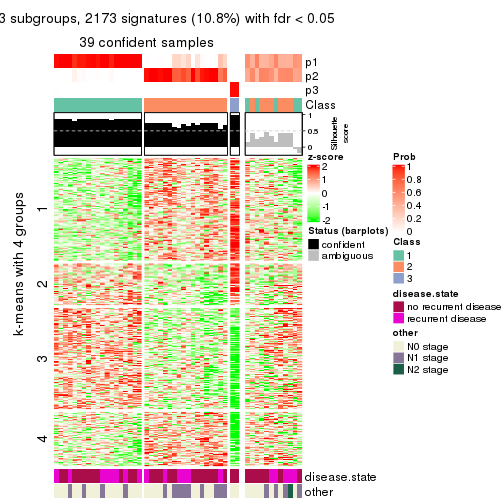 3 subgroups, 2173 signatures (10.8%) with fdr < 0.05
39 confident samples
p1
p2
p3
Class
1
0.5
0
Silhouette
score
k-means with 4 groups
1
2
3
4
disease.state
other
z-score
2
1
0
-1
-2
Status (barplots)
confident
ambiguous
Prob
1
0.8
0.6
0.4
0.2
0
Class
1
2
3
disease.state
no recurrent disease
recurrent disease
other
N0 stage
N1 stage
N2 stage